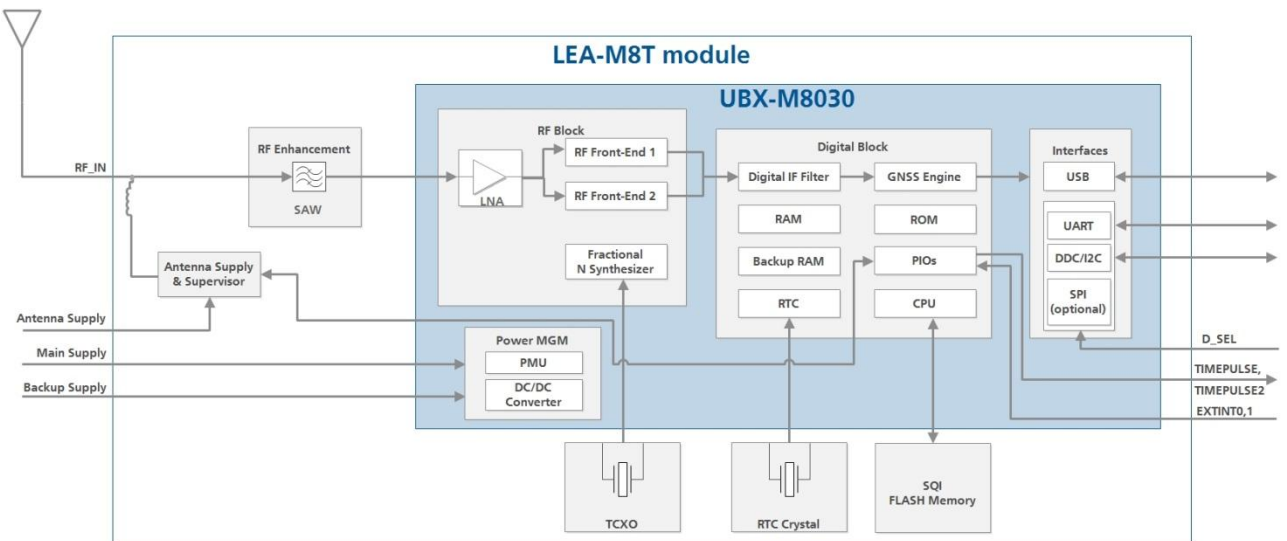 LEA-M8T module
UBX-M8030
RF_IN
RF Enhancement
SAW
RF Block
LNA
RF Front-End 1
RF Front-End 2
Fractional
N Synthesizer
Digital Block
Digital IF Filter
GNSS Engine
RAM
ROM
Backup RAM
PIOs
RTC
CPU
Interfaces
USB
UART
DDC/I2C
SPI
(optional)
Antenna Supply
& Supervisor
Antenna Supply
Main Supply
Backup Supply
Power MGM
PMU
DC/DC
Converter
D_SEL
TIMEPULSE,
TIMEPULSE2
EXTINT0,1
TCXO
RTC Crystal
SQI
FLASH Memory